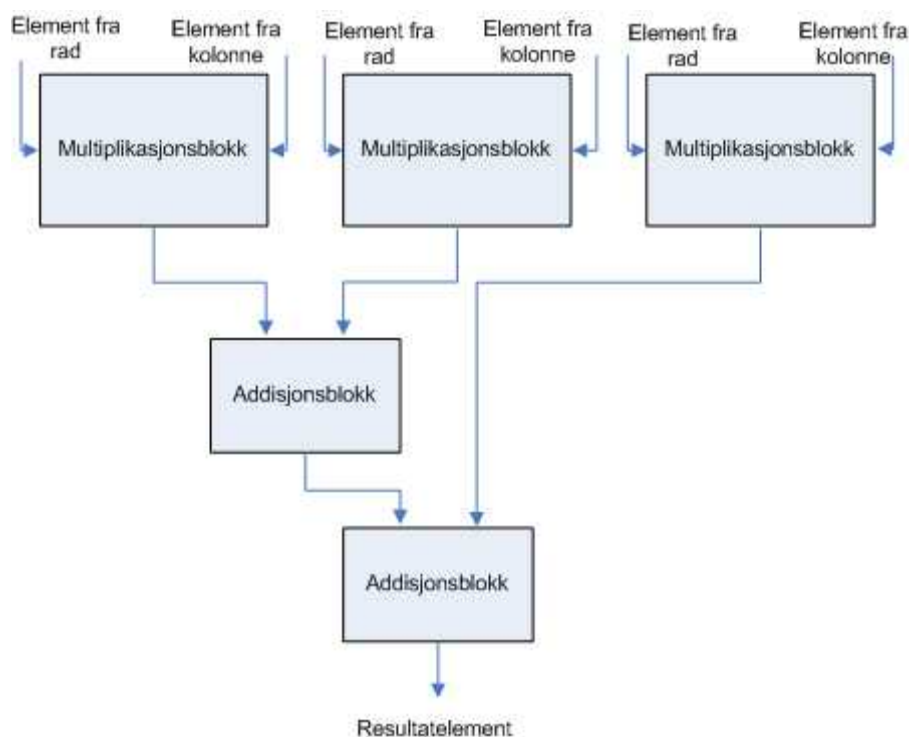 Element fra
rad
Element fra
kolonne
Element fra
rad
Element fra
kolonne
Element fra
rad
Element fra
kolonne
Multiplikasjonsblokk
Multiplikasjonsblokk
Multiplikasjonsblokk
Addisjonsblokk
Addisjonsblokk
Resultatelement